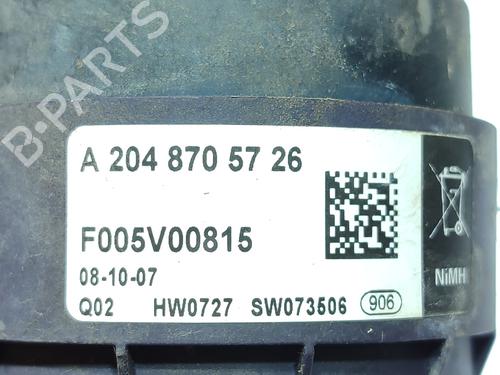 B-PARTS
A 204 870 57 26
F005V00815
08-10-07
Q02 HW0727 SW073506 906
NiMH